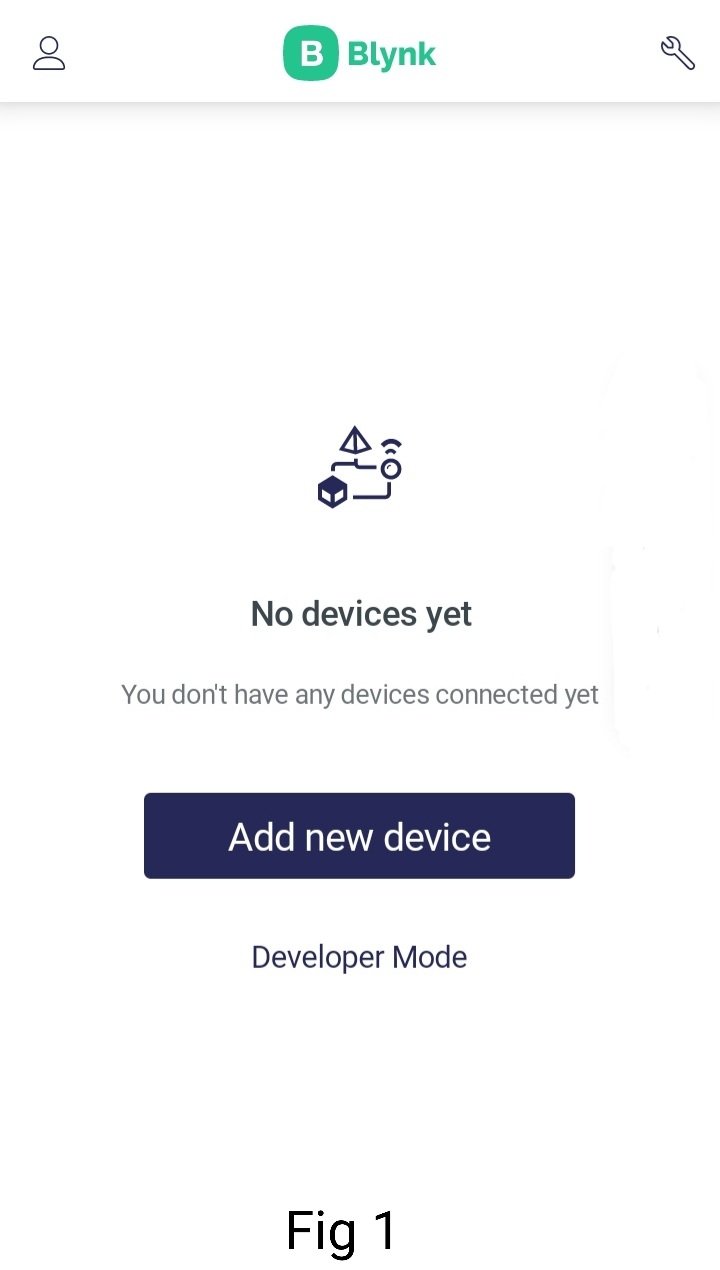 B Blynk
No devices yet
You don't have any devices connected yet
Add new device
Developer Mode
Fig 1